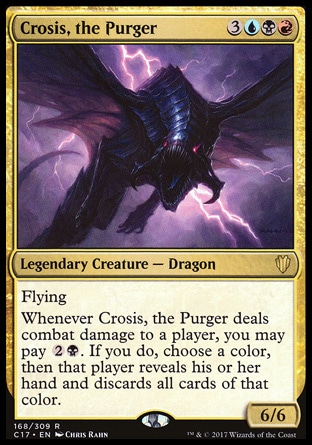 Crosis, the Purger 3
Legendary Creature — Dragon
Flying
Whenever Crosis, the Purger deals
combat damage to a player, you may
pay 2. If you do, choose a color,
then that player reveals his or her
hand and discards all cards of that
color.
6/6
168/309 R
C17 • EN Chris Rahn
™ & © 2017 Wizards of the Coast